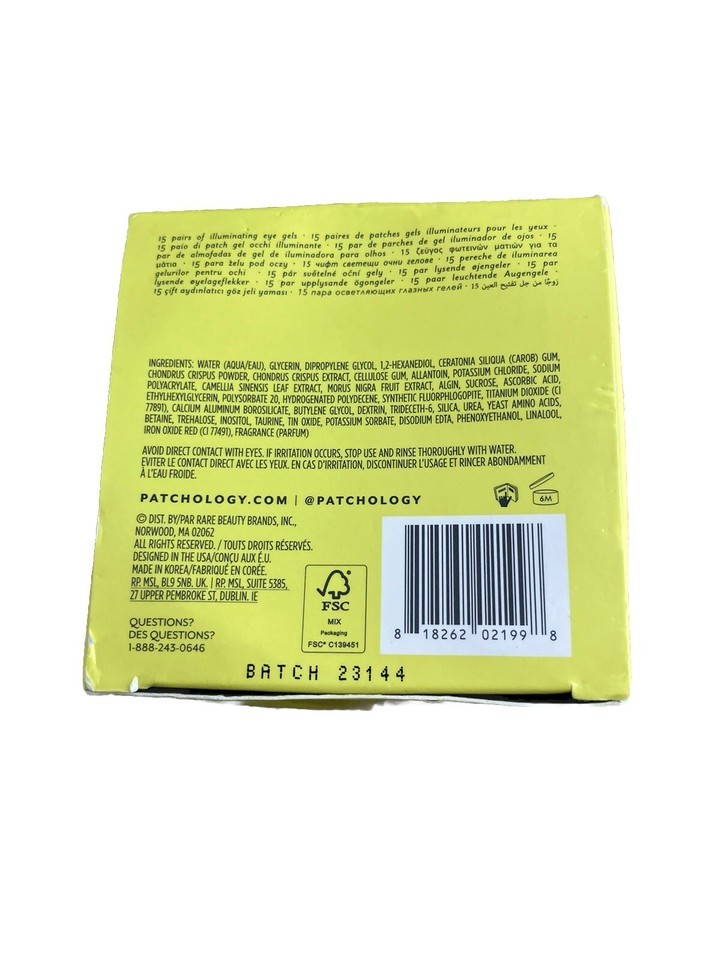 15 pairs of illuminating eye gels · 15 paires de patches gels illuminateurs pour les yeux ·
15 paio di patch gel occhi illuminante · 15 par de parches de gel iluminador de ojos · 15
par de almofadas de gel de iluminadora para olhos · 15 ζεύγος φωτεινών ματιών για τα
μάτια · 15 para żelu pod oczy · 15 чифт светещи очни гелове · 15 pereche de iluminarea
gelurilor pentru ochi · 15 pár světelné oční gely · 15 par lysende øjengeler · 15 par
lysende øyelageflekker · 15 par upplysande ögongeler · 15 paar leuchtende Augengele ·
15 çift aydınlatıcı göz jeli yaması · 15 пара осветляющих глазных гелей · 15 زوجًا من جل تفتيح العين
INGREDIENTS: WATER (AQUA/EAU), GLYCERIN, DIPROPYLENE GLYCOL, 1,2-HEXANEDIOL, CERATONIA SILIQUA (CAROB) GUM,
CHONDRUS CRISPUS POWDER, CHONDRUS CRISPUS EXTRACT, CELLULOSE GUM, ALLANTOIN, POTASSIUM CHLORIDE, SODIUM
POLYACRYLATE, CAMELLIA SINENSIS LEAF EXTRACT, MORUS NIGRA FRUIT EXTRACT, ALGIN, SUCROSE, ASCORBIC ACID,
ETHYLHEXYLGLYCERIN, POLYSORBATE 20, HYDROGENATED POLYDECENE, SYNTHETIC FLUORPHLOGOPITE, TITANIUM DIOXIDE (CI
77891), CALCIUM ALUMINUM BOROSILICATE, BUTYLENE GLYCOL, DEXTRIN, TRIDECETH-6, SILICA, UREA, YEAST AMINO ACIDS,
BETAINE, TREHALOSE, INOSITOL, TAURINE, TIN OXIDE, POTASSIUM SORBATE, DISODIUM EDTA, PHENOXYETHANOL, LINALOOL,
IRON OXIDE RED (CI 77491), FRAGRANCE (PARFUM)
AVOID DIRECT CONTACT WITH EYES. IF IRRITATION OCCURS, STOP USE AND RINSE THOROUGHLY WITH WATER.
EVITER LE CONTACT DIRECT AVEC LES YEUX. EN CAS D'IRRITATION, DISCONTINUER L'USAGE ET RINCER ABONDAMMENT
À L'EAU FROIDE.
PATCHOLOGY.COM | @PATCHOLOGY
6M
© DIST. BY/PAR RARE BEAUTY BRANDS, INC.,
NORWOOD, MA 02062
ALL RIGHTS RESERVED. / TOUTS DROITS RÉSERVÉS.
DESIGNED IN THE USA/CONÇU AUX É.U.
MADE IN KOREA/FABRIQUÉ EN CORÉE.
RP. MSL, BL9 5NB. UK. | RP. MSL, SUITE 5385,
27 UPPER PEMBROKE ST, DUBLIN. IE
FSC
MIX
Packaging
FSC® C139451
8 18262 02199 8
QUESTIONS?
DES QUESTIONS?
1-888-243-0646
BATCH 23144